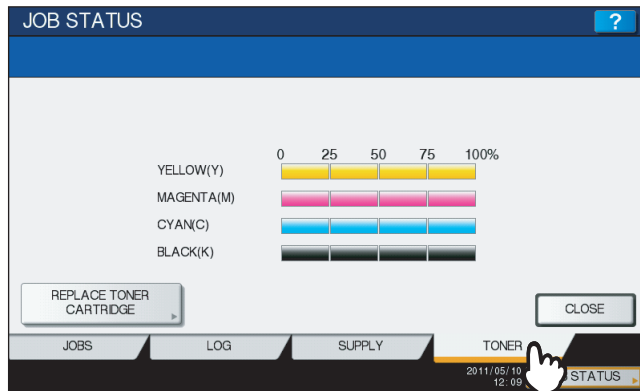 JOB STATUS
?
0 25 50 75 100%
YELLOW(Y)
MAGENTA(M)
CYAN(C)
BLACK(K)
REPLACE TONER
CARTRIDGE
CLOSE
JOBS LOG SUPPLY TONER
2011/05/10
12:09
STATUS